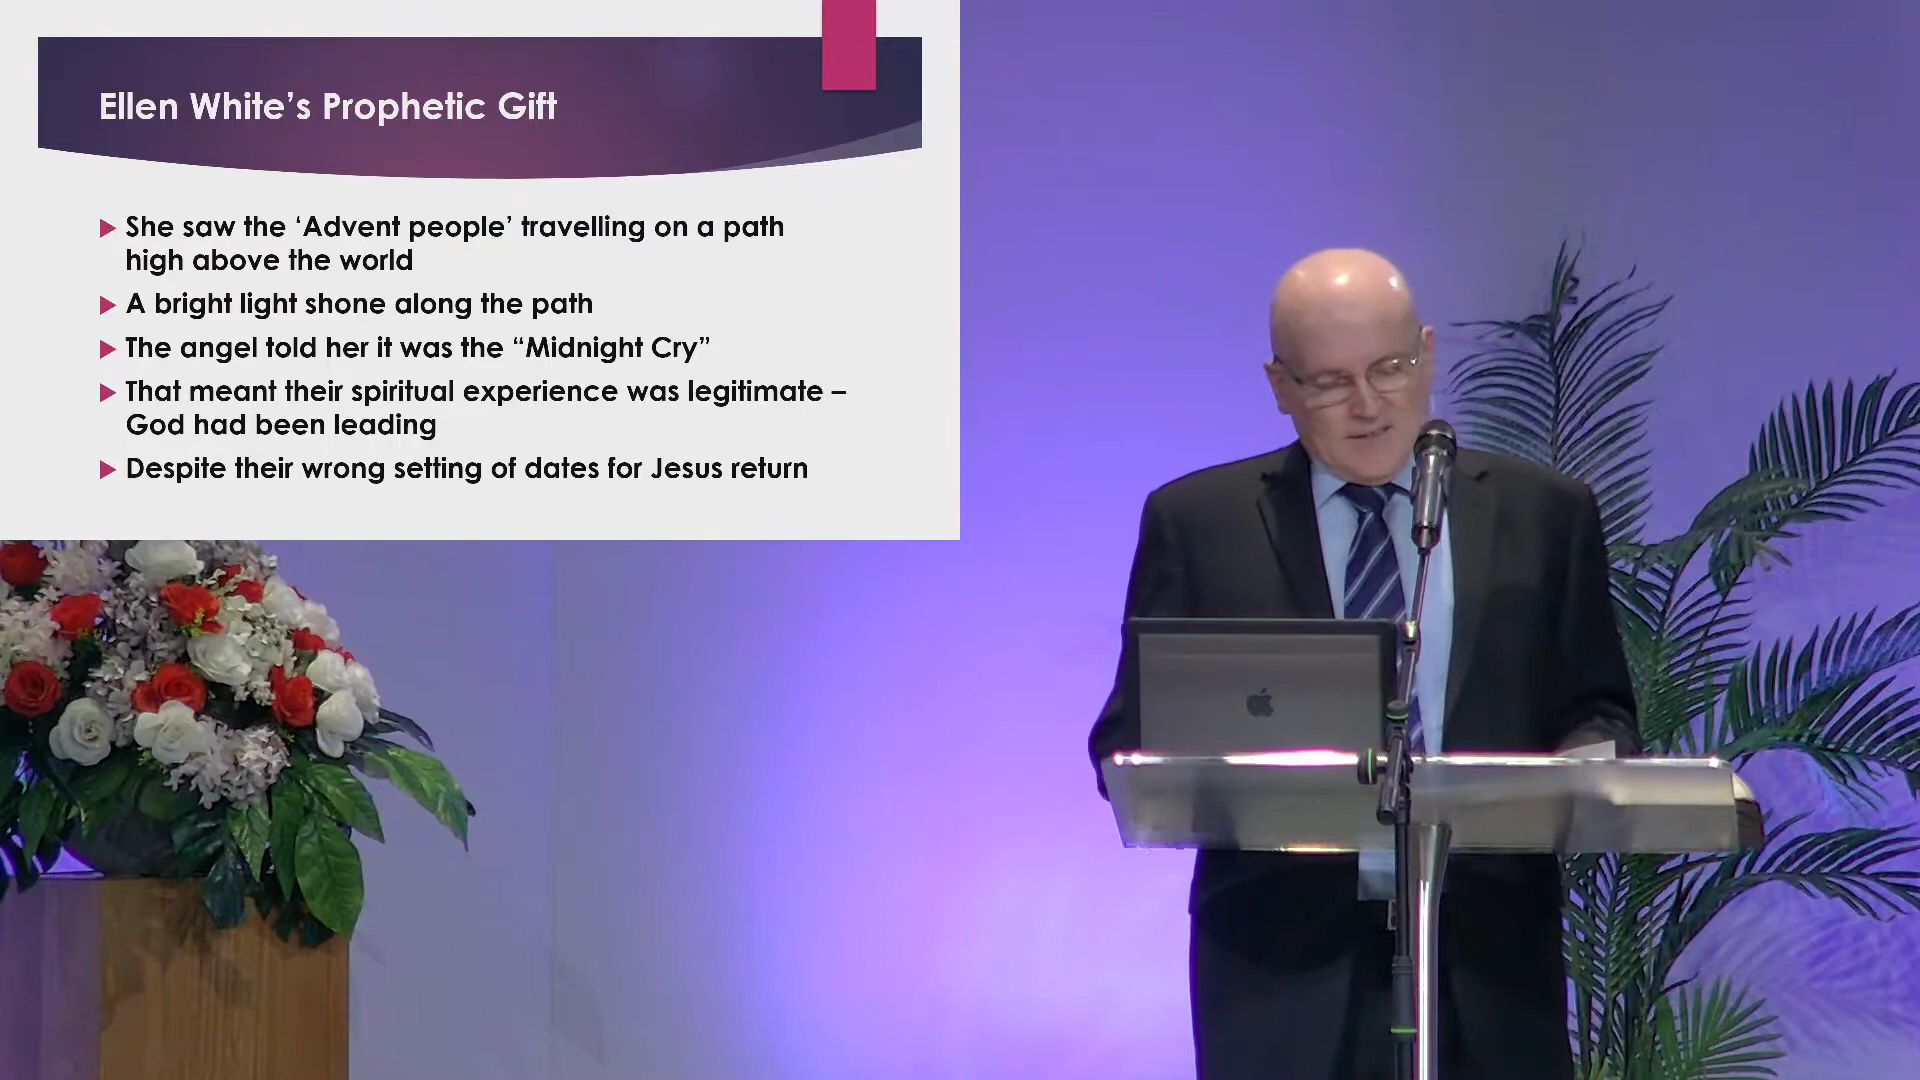 Ellen White’s Prophetic Gift
She saw the ‘Advent people’ travelling on a path
high above the world
A bright light shone along the path
The angel told her it was the “Midnight Cry”
That meant their spiritual experience was legitimate –
God had been leading
Despite their wrong setting of dates for Jesus return